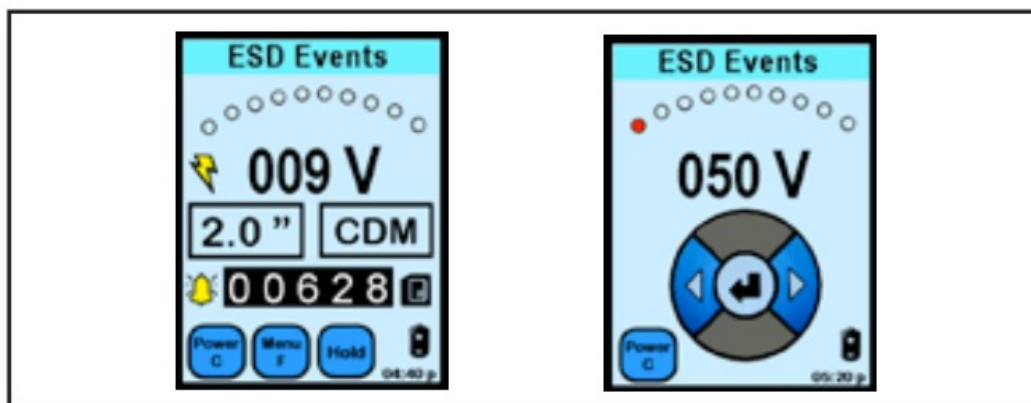 ESD Events
009 V
2.0 ” CDM
00628
Power C
Menu F
Hold
04:40 p
ESD Events
050 V
Power C
05:20 p